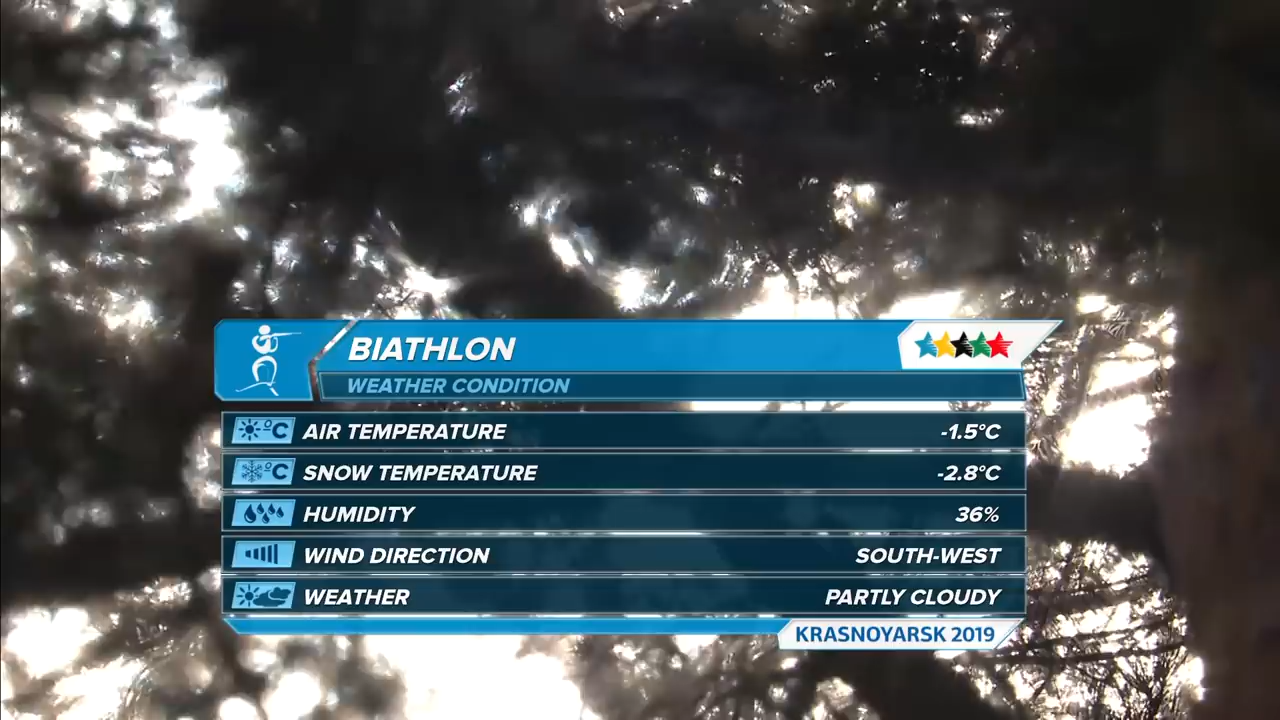 BIATHLON
WEATHER CONDITION
°C AIR TEMPERATURE -1.5°C
°C SNOW TEMPERATURE -2.8°C
HUMIDITY 36%
WIND DIRECTION SOUTH-WEST
WEATHER PARTLY CLOUDY
KRASNOYARSK 2019